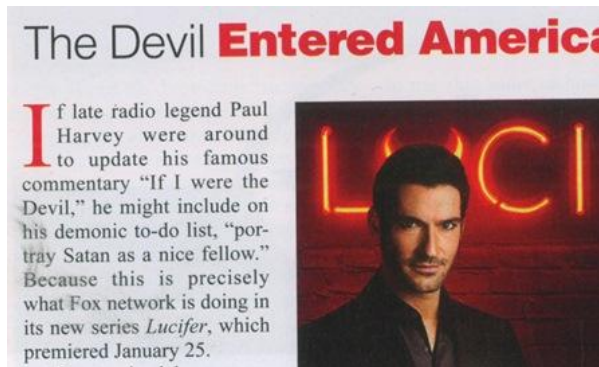 The Devil Entered America
If late radio legend Paul
Harvey were around
to update his famous
commentary “If I were the
Devil,” he might include on
his demonic to-do list, “por-
tray Satan as a nice fellow.”
Because this is precisely
what Fox network is doing in
its new series Lucifer, which
premiered January 25.
LUCI